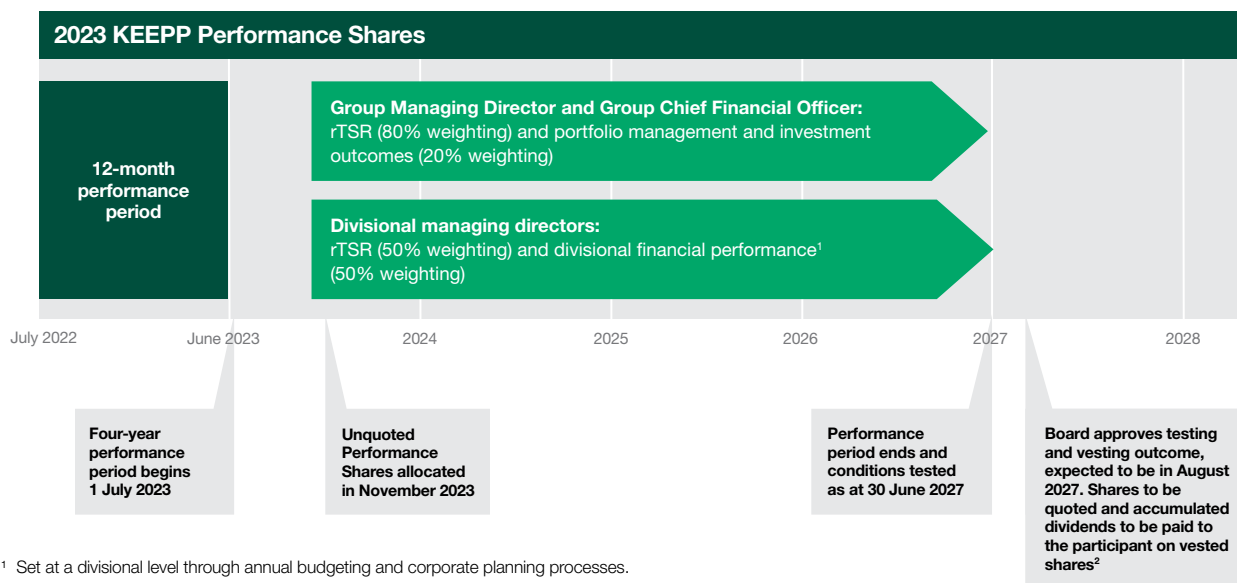 2023 KEEPP Performance Shares
12-month
performance
period
Group Managing Director and Group Chief Financial Officer:
rTSR (80% weighting) and portfolio management and investment
outcomes (20% weighting)
Divisional managing directors:
rTSR (50% weighting) and divisional financial performance¹
(50% weighting)
July 2022
June 2023
2024
2025
2026
2027
2028
Four-year
performance
period begins
1 July 2023
Unquoted
Performance
Shares allocated
in November 2023
Performance
period ends and
conditions tested
as at 30 June 2027
Board approves testing
and vesting outcome,
expected to be in August
2027. Shares to be
quoted and accumulated
dividends to be paid to
the participant on vested
shares²
¹ Set at a divisional level through annual budgeting and corporate planning processes.